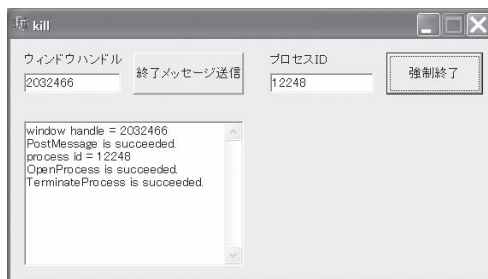 kill
ウィンドウハンドル
2032466
終了メッセージ送信
プロセスID
12248
強制終了
window handle = 2032466
PostMessage is succeeded.
process id = 12248
OpenProcess is succeeded.
TerminateProcess is succeeded.